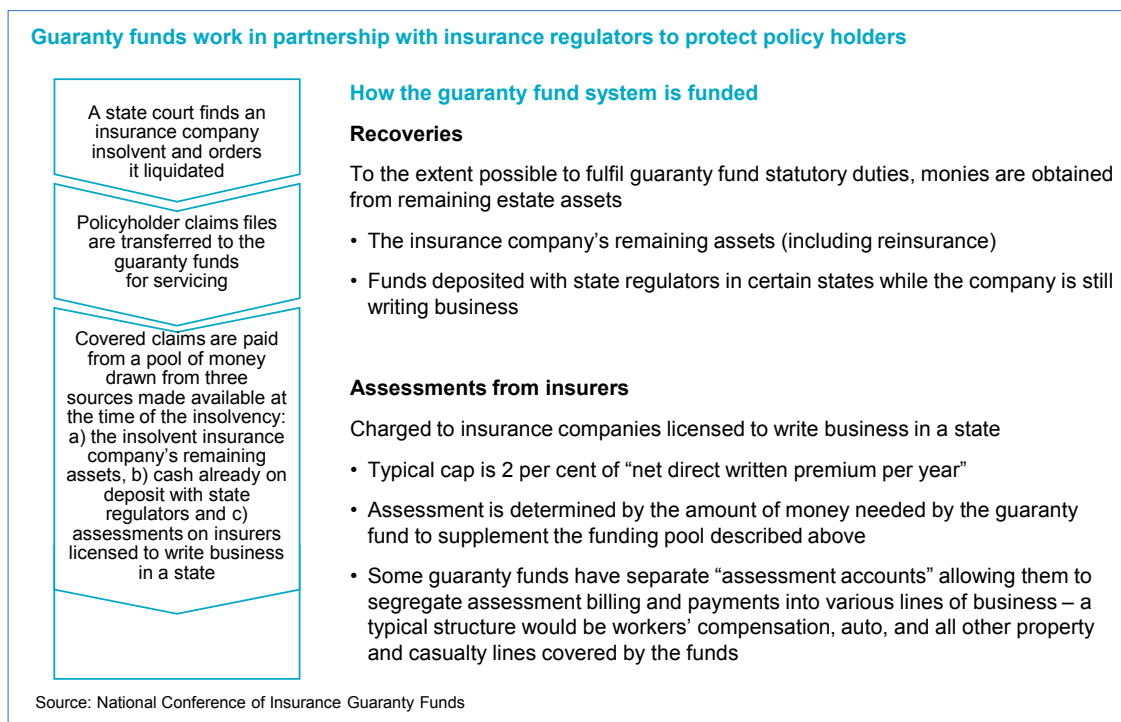 Guaranty funds work in partnership with insurance regulators to protect policy holders
A state court finds an
insurance company
insolvent and orders
it liquidated
Policyholder claims files
are transferred to the
guaranty funds
for servicing
Covered claims are paid
from a pool of money
drawn from three
sources made available at
the time of the insolvency:
a) the insolvent insurance
company’s remaining
assets, b) cash already on
deposit with state
regulators and c)
assessments on insurers
licensed to write business
in a state
How the guaranty fund system is funded
Recoveries
To the extent possible to fulfil guaranty fund statutory duties, monies are obtained
from remaining estate assets
• The insurance company’s remaining assets (including reinsurance)
• Funds deposited with state regulators in certain states while the company is still
writing business
Assessments from insurers
Charged to insurance companies licensed to write business in a state
• Typical cap is 2 per cent of “net direct written premium per year”
• Assessment is determined by the amount of money needed by the guaranty
fund to supplement the funding pool described above
• Some guaranty funds have separate “assessment accounts” allowing them to
segregate assessment billing and payments into various lines of business – a
typical structure would be workers’ compensation, auto, and all other property
and casualty lines covered by the funds
Source: National Conference of Insurance Guaranty Funds